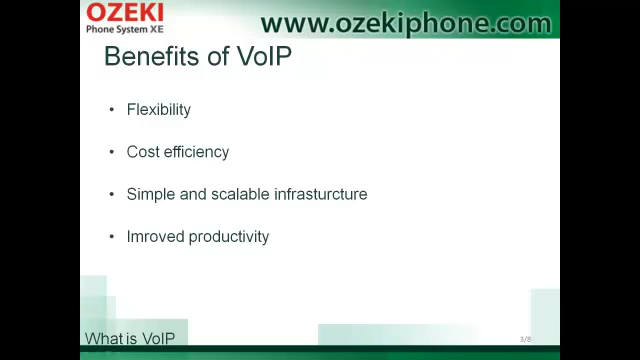 OZEKI
Phone System XE
www.ozekiphone.com
Benefits of VoIP
• Flexibility
• Cost efficiency
• Simple and scalable infrasturcture
• Imroved productivity
What is VoIP
3/8